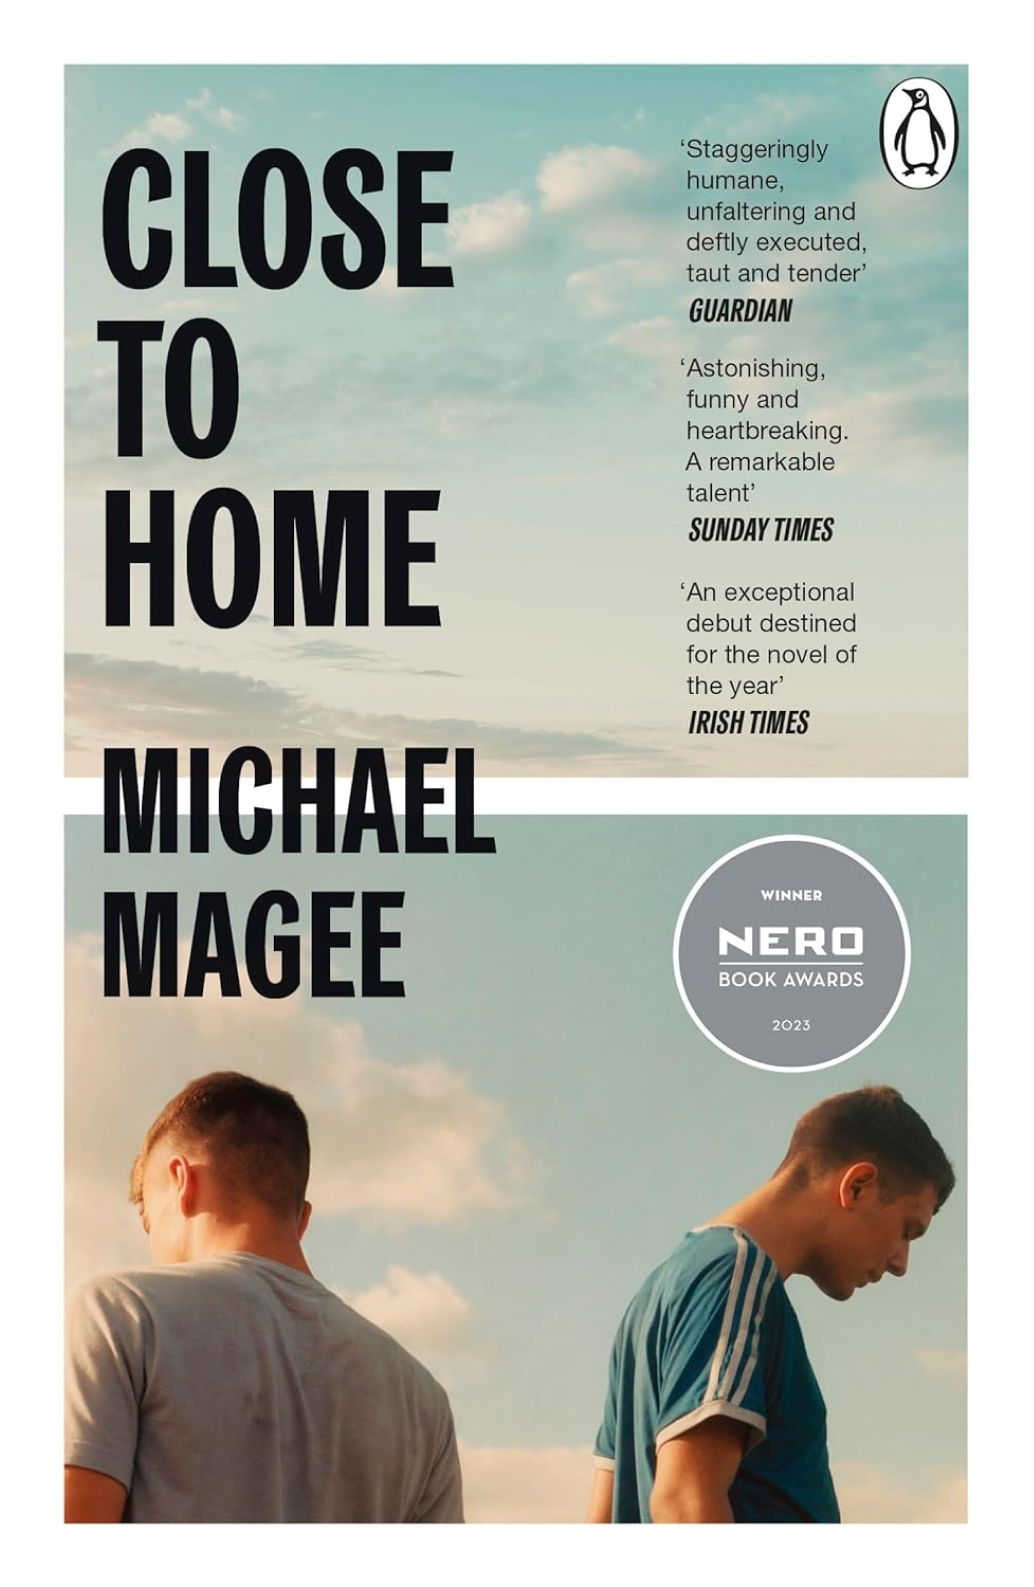 CLOSE
TO
HOME
MICHAEL
MAGEE
‘Staggeringly
humane,
unfaltering and
deftly executed,
taut and tender’
GUARDIAN
‘Astonishing,
funny and
heartbreaking.
A remarkable
talent’
SUNDAY TIMES
‘An exceptional
debut destined
for the novel of
the year’
IRISH TIMES
WINNER
NERO
BOOK AWARDS
2023